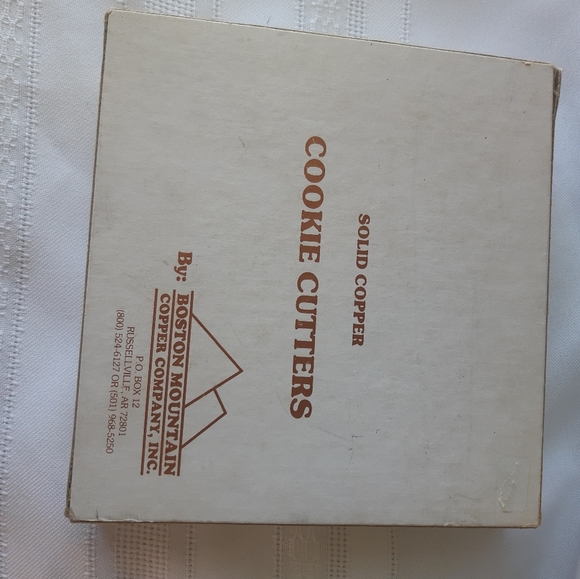 SOLID COPPER
COOKIE CUTTERS
By: BOSTON MOUNTAIN
COPPER COMPANY, INC.
P.O. BOX 12
RUSSELLVILLE, AR 72801
(800) 524-6127 OR (501) 968-5250